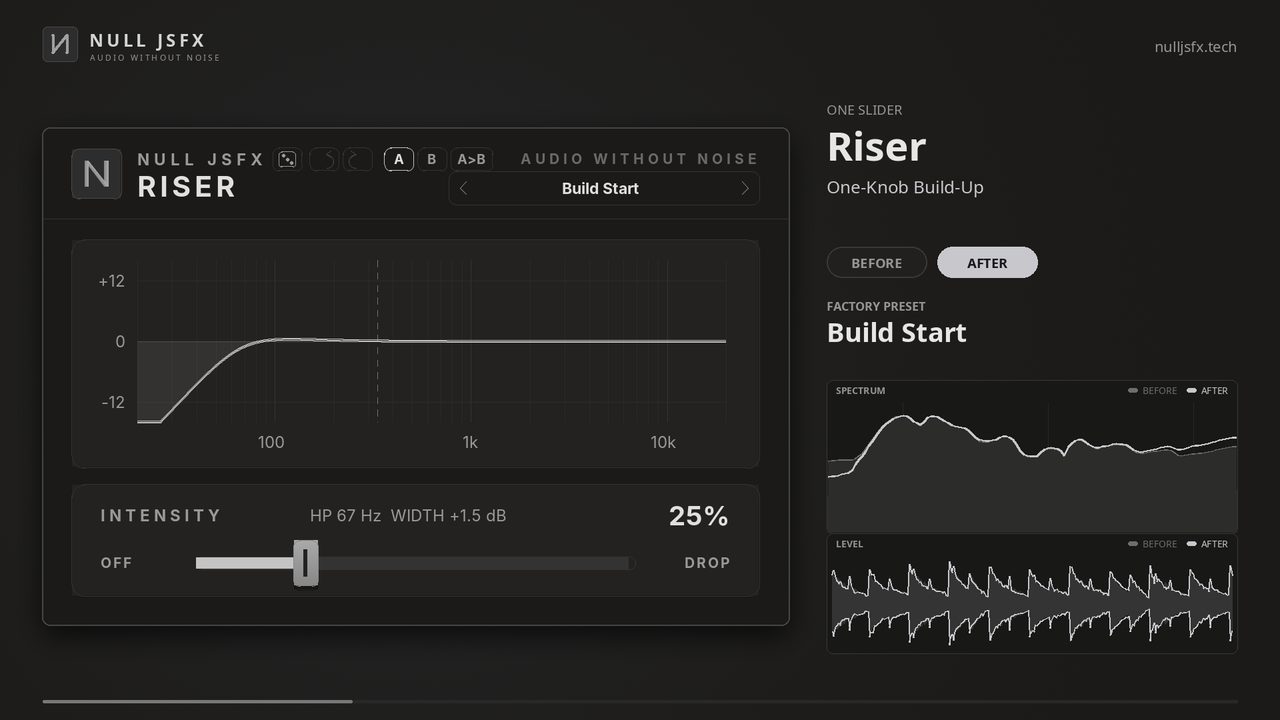 NULL JSFX
AUDIO WITHOUT NOISE
nulljsfx.tech
N
NULL JSFX
A
B
A>B
AUDIO WITHOUT NOISE
RISER
Build Start
+12
0
-12
100
1k
10k
INTENSITY
HP 67 Hz WIDTH +1.5 dB
25%
OFF
DROP
ONE SLIDER
Riser
One-Knob Build-Up
BEFORE
AFTER
FACTORY PRESET
Build Start
SPECTRUM
BEFORE
AFTER
LEVEL
BEFORE
AFTER